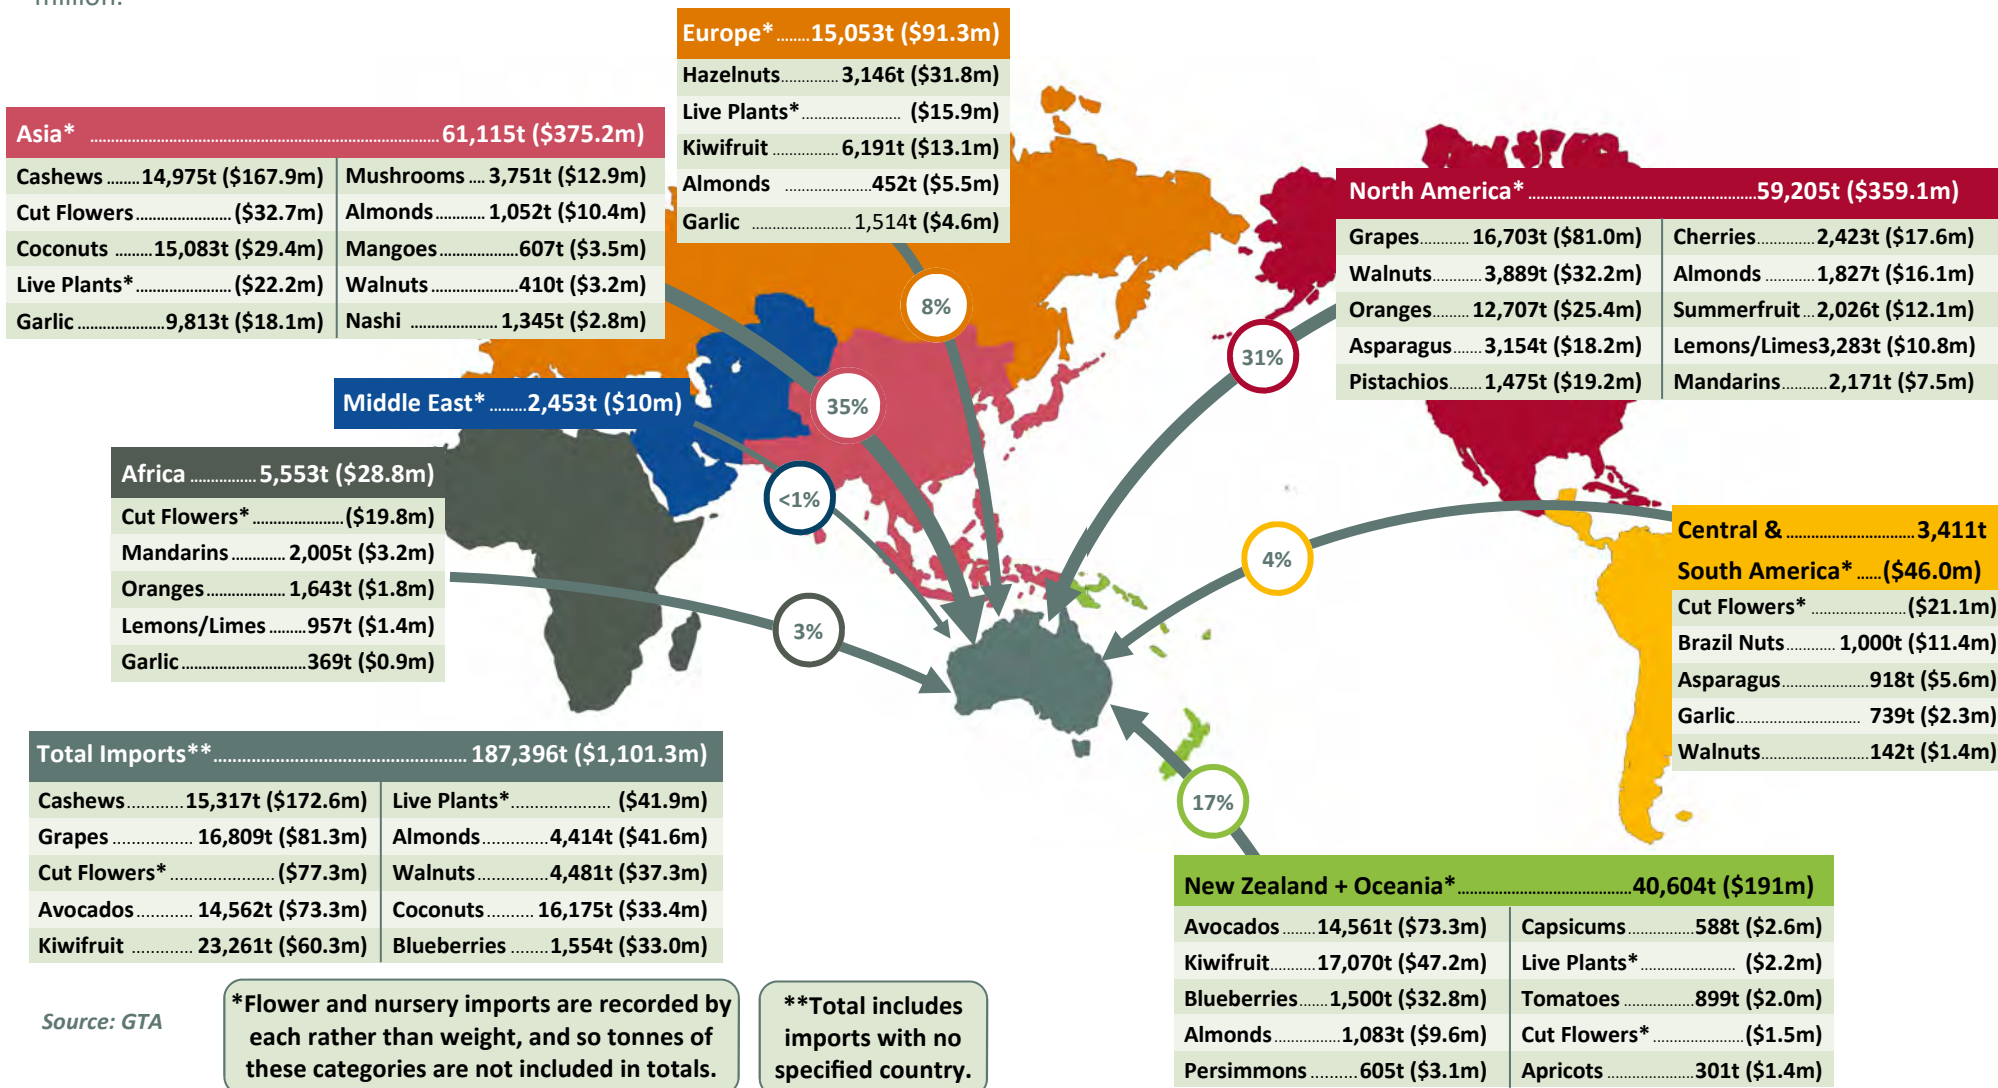 million.
Europe* 15,053t ($91.3m)
Hazelnuts 3,146t ($31.8m)
Live Plants* ($15.9m)
Kiwifruit 6,191t ($13.1m)
Almonds 452t ($5.5m)
Garlic 1,514t ($4.6m)
Asia* 61,115t ($375.2m)
Cashews 14,975t ($167.9m)
Cut Flowers ($32.7m)
Coconuts 15,083t ($29.4m)
Live Plants* ($22.2m)
Garlic 9,813t ($18.1m)
Mushrooms 3,751t ($12.9m)
Almonds 1,052t ($10.4m)
Mangoes 607t ($3.5m)
Walnuts 410t ($3.2m)
Nashi 1,345t ($2.8m)
North America* 59,205t ($359.1m)
Grapes 16,703t ($81.0m)
Walnuts 3,889t ($32.2m)
Oranges 12,707t ($25.4m)
Asparagus 3,154t ($18.2m)
Pistachios 1,475t ($19.2m)
Cherries 2,423t ($17.6m)
Almonds 1,827t ($16.1m)
Summerfruit 2,026t ($12.1m)
Lemons/Limes3,283t ($10.8m)
Mandarins 2,171t ($7.5m)
8%
31%
35%
Middle East* 2,453t ($10m)
<1%
Africa 5,553t ($28.8m)
Cut Flowers* ($19.8m)
Mandarins 2,005t ($3.2m)
Oranges 1,643t ($1.8m)
Lemons/Limes 957t ($1.4m)
Garlic 369t ($0.9m)
3%
4%
Central & 3,411t
South America* ($46.0m)
Cut Flowers* ($21.1m)
Brazil Nuts 1,000t ($11.4m)
Asparagus 918t ($5.6m)
Garlic 739t ($2.3m)
Walnuts 142t ($1.4m)
Total Imports** 187,396t ($1,101.3m)
Cashews 15,317t ($172.6m)
Grapes 16,809t ($81.3m)
Cut Flowers* ($77.3m)
Avocados 14,562t ($73.3m)
Kiwifruit 23,261t ($60.3m)
Live Plants* ($41.9m)
Almonds 4,414t ($41.6m)
Walnuts 4,481t ($37.3m)
Coconuts 16,175t ($33.4m)
Blueberries 1,554t ($33.0m)
17%
New Zealand + Oceania* 40,604t ($191m)
Avocados 14,561t ($73.3m)
Kiwifruit 17,070t ($47.2m)
Blueberries 1,500t ($32.8m)
Almonds 1,083t ($9.6m)
Persimmons 605t ($3.1m)
Capsicums 588t ($2.6m)
Live Plants* ($2.2m)
Tomatoes 899t ($2.0m)
Cut Flowers* ($1.5m)
Apricots 301t ($1.4m)
Source: GTA
*Flower and nursery imports are recorded by
each rather than weight, and so tonnes of
these categories are not included in totals.
**Total includes
imports with no
specified country.